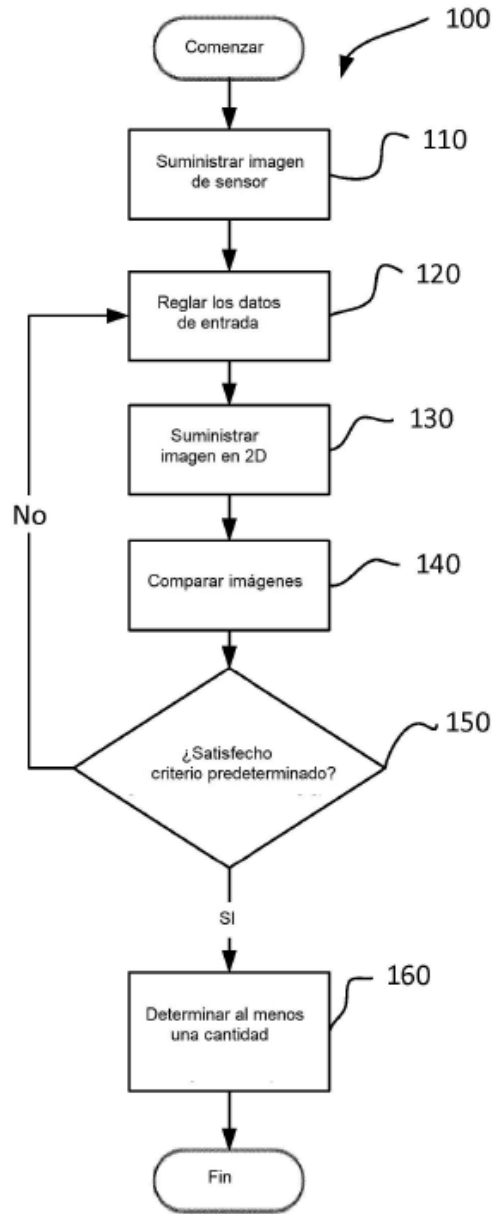 Comenzar
100
Suministrar imagen
de sensor
110
Reglar los datos
de entrada
120
Suministrar
imagen en 2D
130
No
Comparar imágenes
140
¿Satisfecho
criterio predeterminado?
150
SI
Determinar al menos
una cantidad
160
Fin